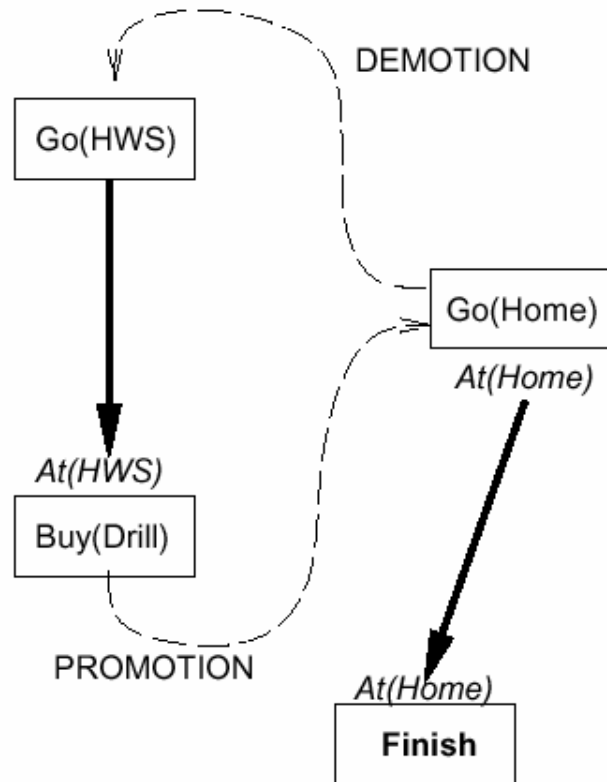 DEMOTION
Go(HWS)
Go(Home)
At(Home)
At(HWS)
Buy(Drill)
PROMOTION
At(Home)
Finish